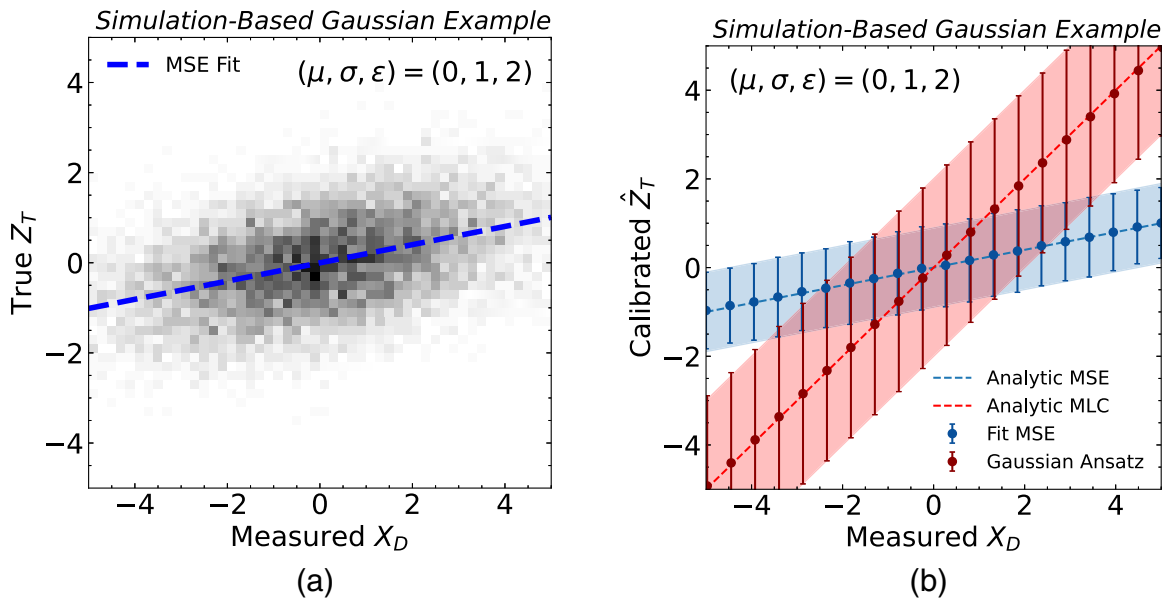 Simulation-Based Gaussian Example
MSE Fit
(μ, σ, ε) = (0, 1, 2)
True Z_T
4
2
0
−2
−4
−4 −2 0 2 4
Measured X_D
(a)
Simulation-Based Gaussian Example
(μ, σ, ε) = (0, 1, 2)
Calibrated Ẑ_T
4
2
0
−2
−4
Analytic MSE
Analytic MLC
Fit MSE
Gaussian Ansatz
−4 −2 0 2 4
Measured X_D
(b)